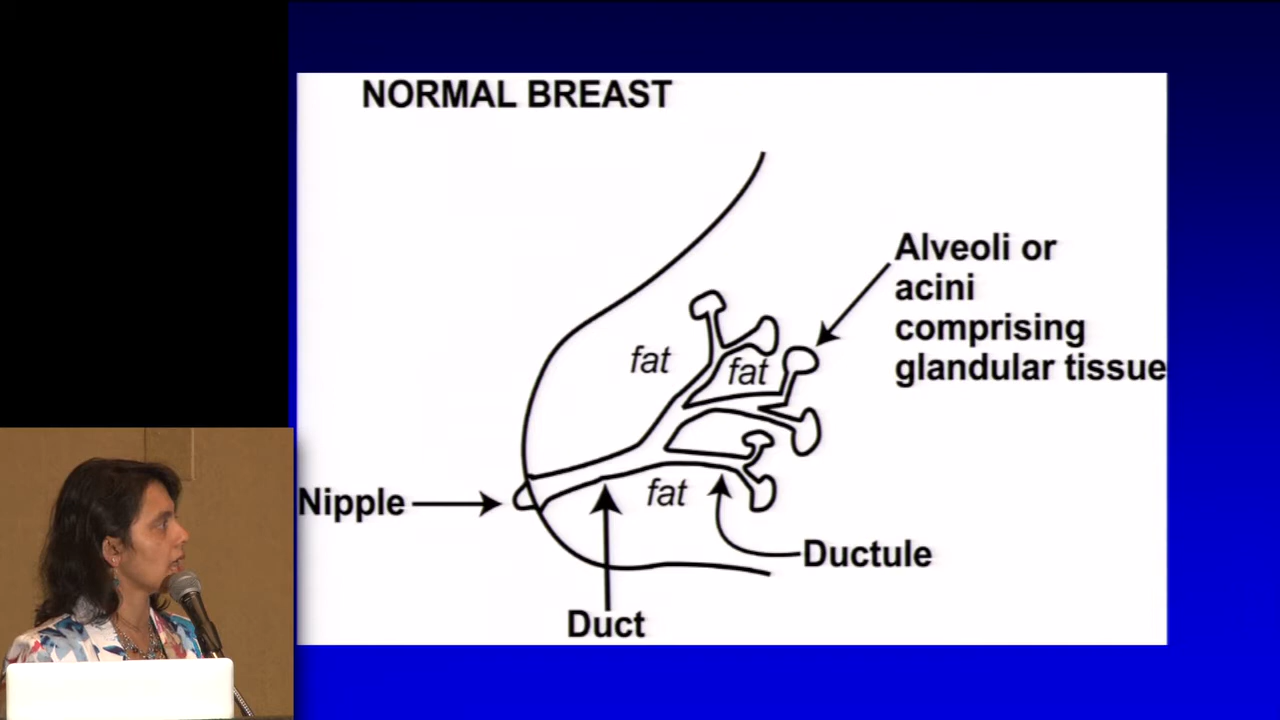 NORMAL BREAST
Alveoli or
acini
comprising
glandular tissue
fat
fat
fat
Nipple
Ductule
Duct